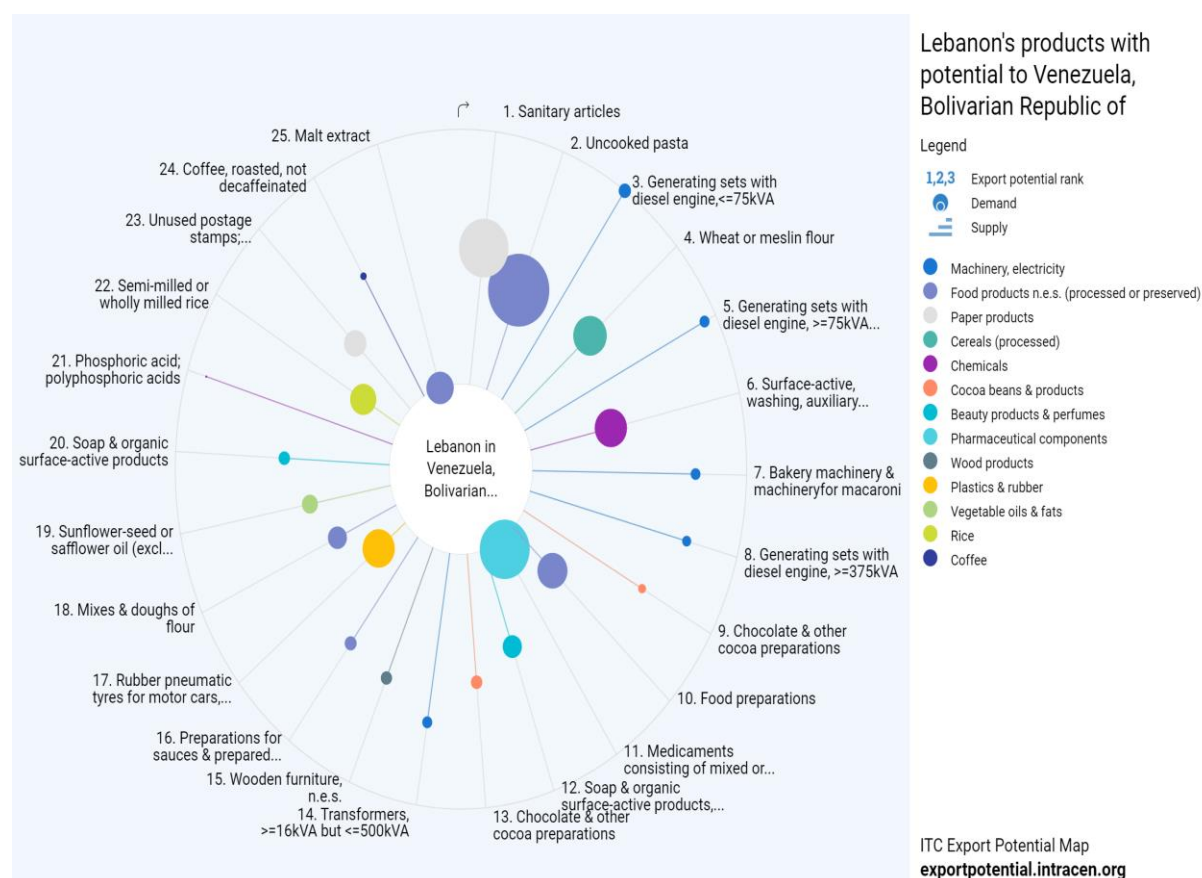 Lebanon's products with
potential to Venezuela,
Bolivarian Republic of
Legend
1,2,3 Export potential rank
Demand
Supply
Machinery, electricity
Food products n.e.s. (processed or preserved)
Paper products
Cereals (processed)
Chemicals
Cocoa beans & products
Beauty products & perfumes
Pharmaceutical components
Wood products
Plastics & rubber
Vegetable oils & fats
Rice
Coffee
1. Sanitary articles
2. Uncooked pasta
3. Generating sets with
diesel engine,<=75kVA
4. Wheat or meslin flour
5. Generating sets with
diesel engine, >=75kVA...
6. Surface-active,
washing, auxiliary...
7. Bakery machinery &
machineryfor macaroni
8. Generating sets with
diesel engine, >=375kVA
9. Chocolate & other
cocoa preparations
10. Food preparations
11. Medicaments
consisting of mixed or...
12. Soap & organic
surface-active products,...
13. Chocolate & other
cocoa preparations
14. Transformers,
>=16kVA but <=500kVA
15. Wooden furniture,
n.e.s.
16. Preparations for
sauces & prepared...
17. Rubber pneumatic
tyres for motor cars,...
18. Mixes & doughs of
flour
19. Sunflower-seed or
safflower oil (excl...
20. Soap & organic
surface-active products
21. Phosphoric acid;
polyphosphoric acids
22. Semi-milled or
wholly milled rice
23. Unused postage
stamps;...
24. Coffee, roasted, not
decaffeinated
25. Malt extract
Lebanon in
Venezuela,
Bolivarian...
ITC Export Potential Map
exportpotential.intracen.org